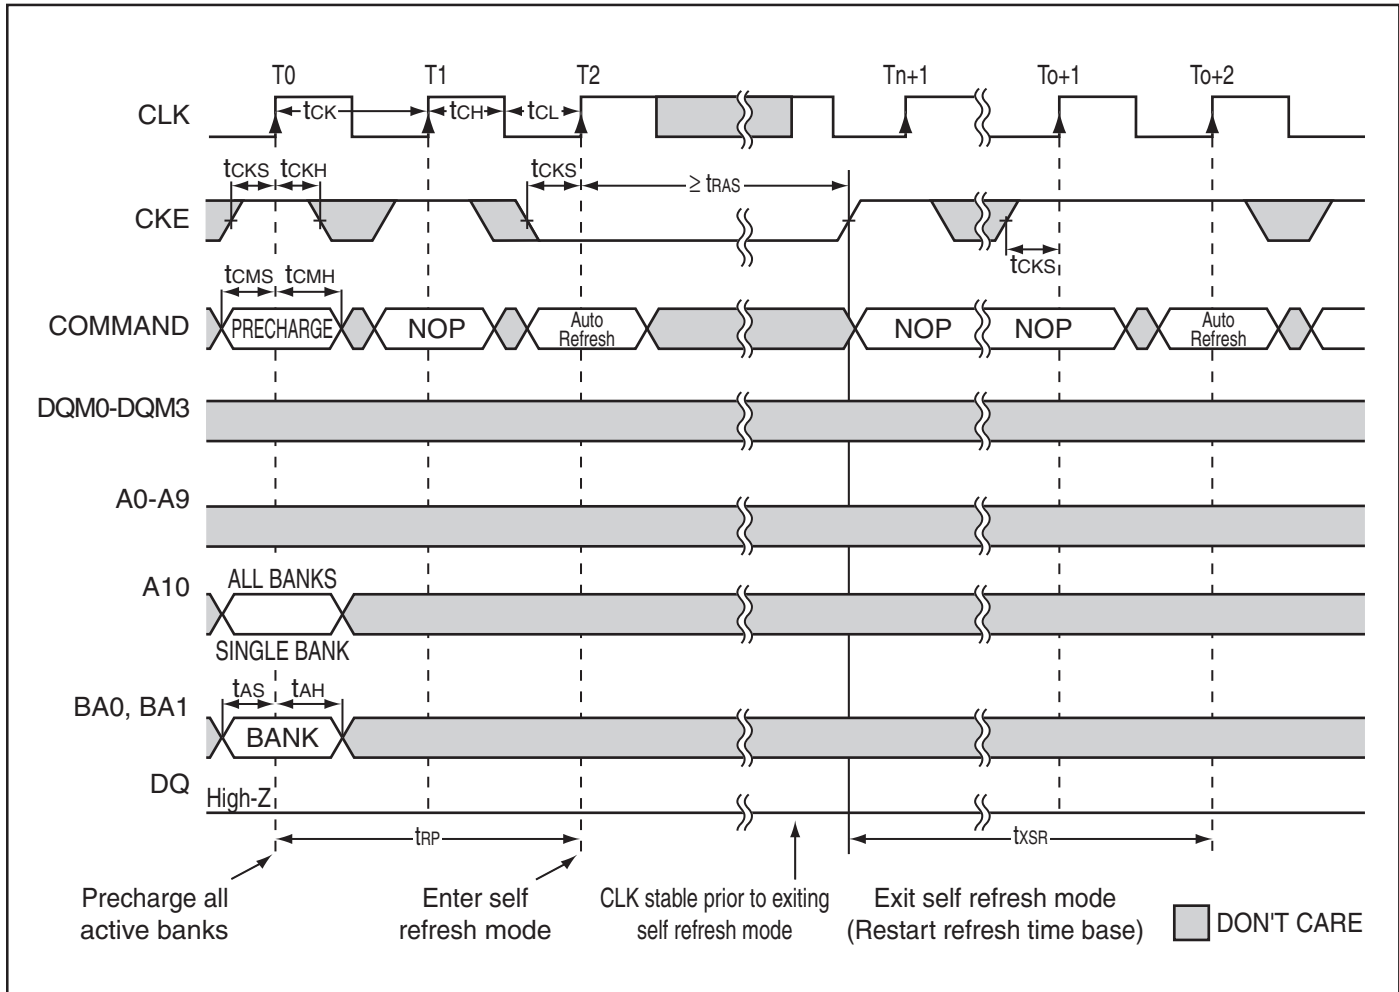 T0 T1 T2 Tn+1 To+1 To+2
CLK tCK tCH tCL
tCKS tCKH tCKS ≥ tRAS
CKE
tCKS
tCMS tCMH
COMMAND PRECHARGE NOP Auto Refresh NOP NOP Auto Refresh
DQM0-DQM3
A0-A9
A10 ALL BANKS
SINGLE BANK
tAS tAH
BA0, BA1 BANK
DQ High-Z
tRP tXSR
Precharge all
active banks
Enter self
refresh mode
CLK stable prior to exiting
self refresh mode
Exit self refresh mode
(Restart refresh time base)
DON'T CARE